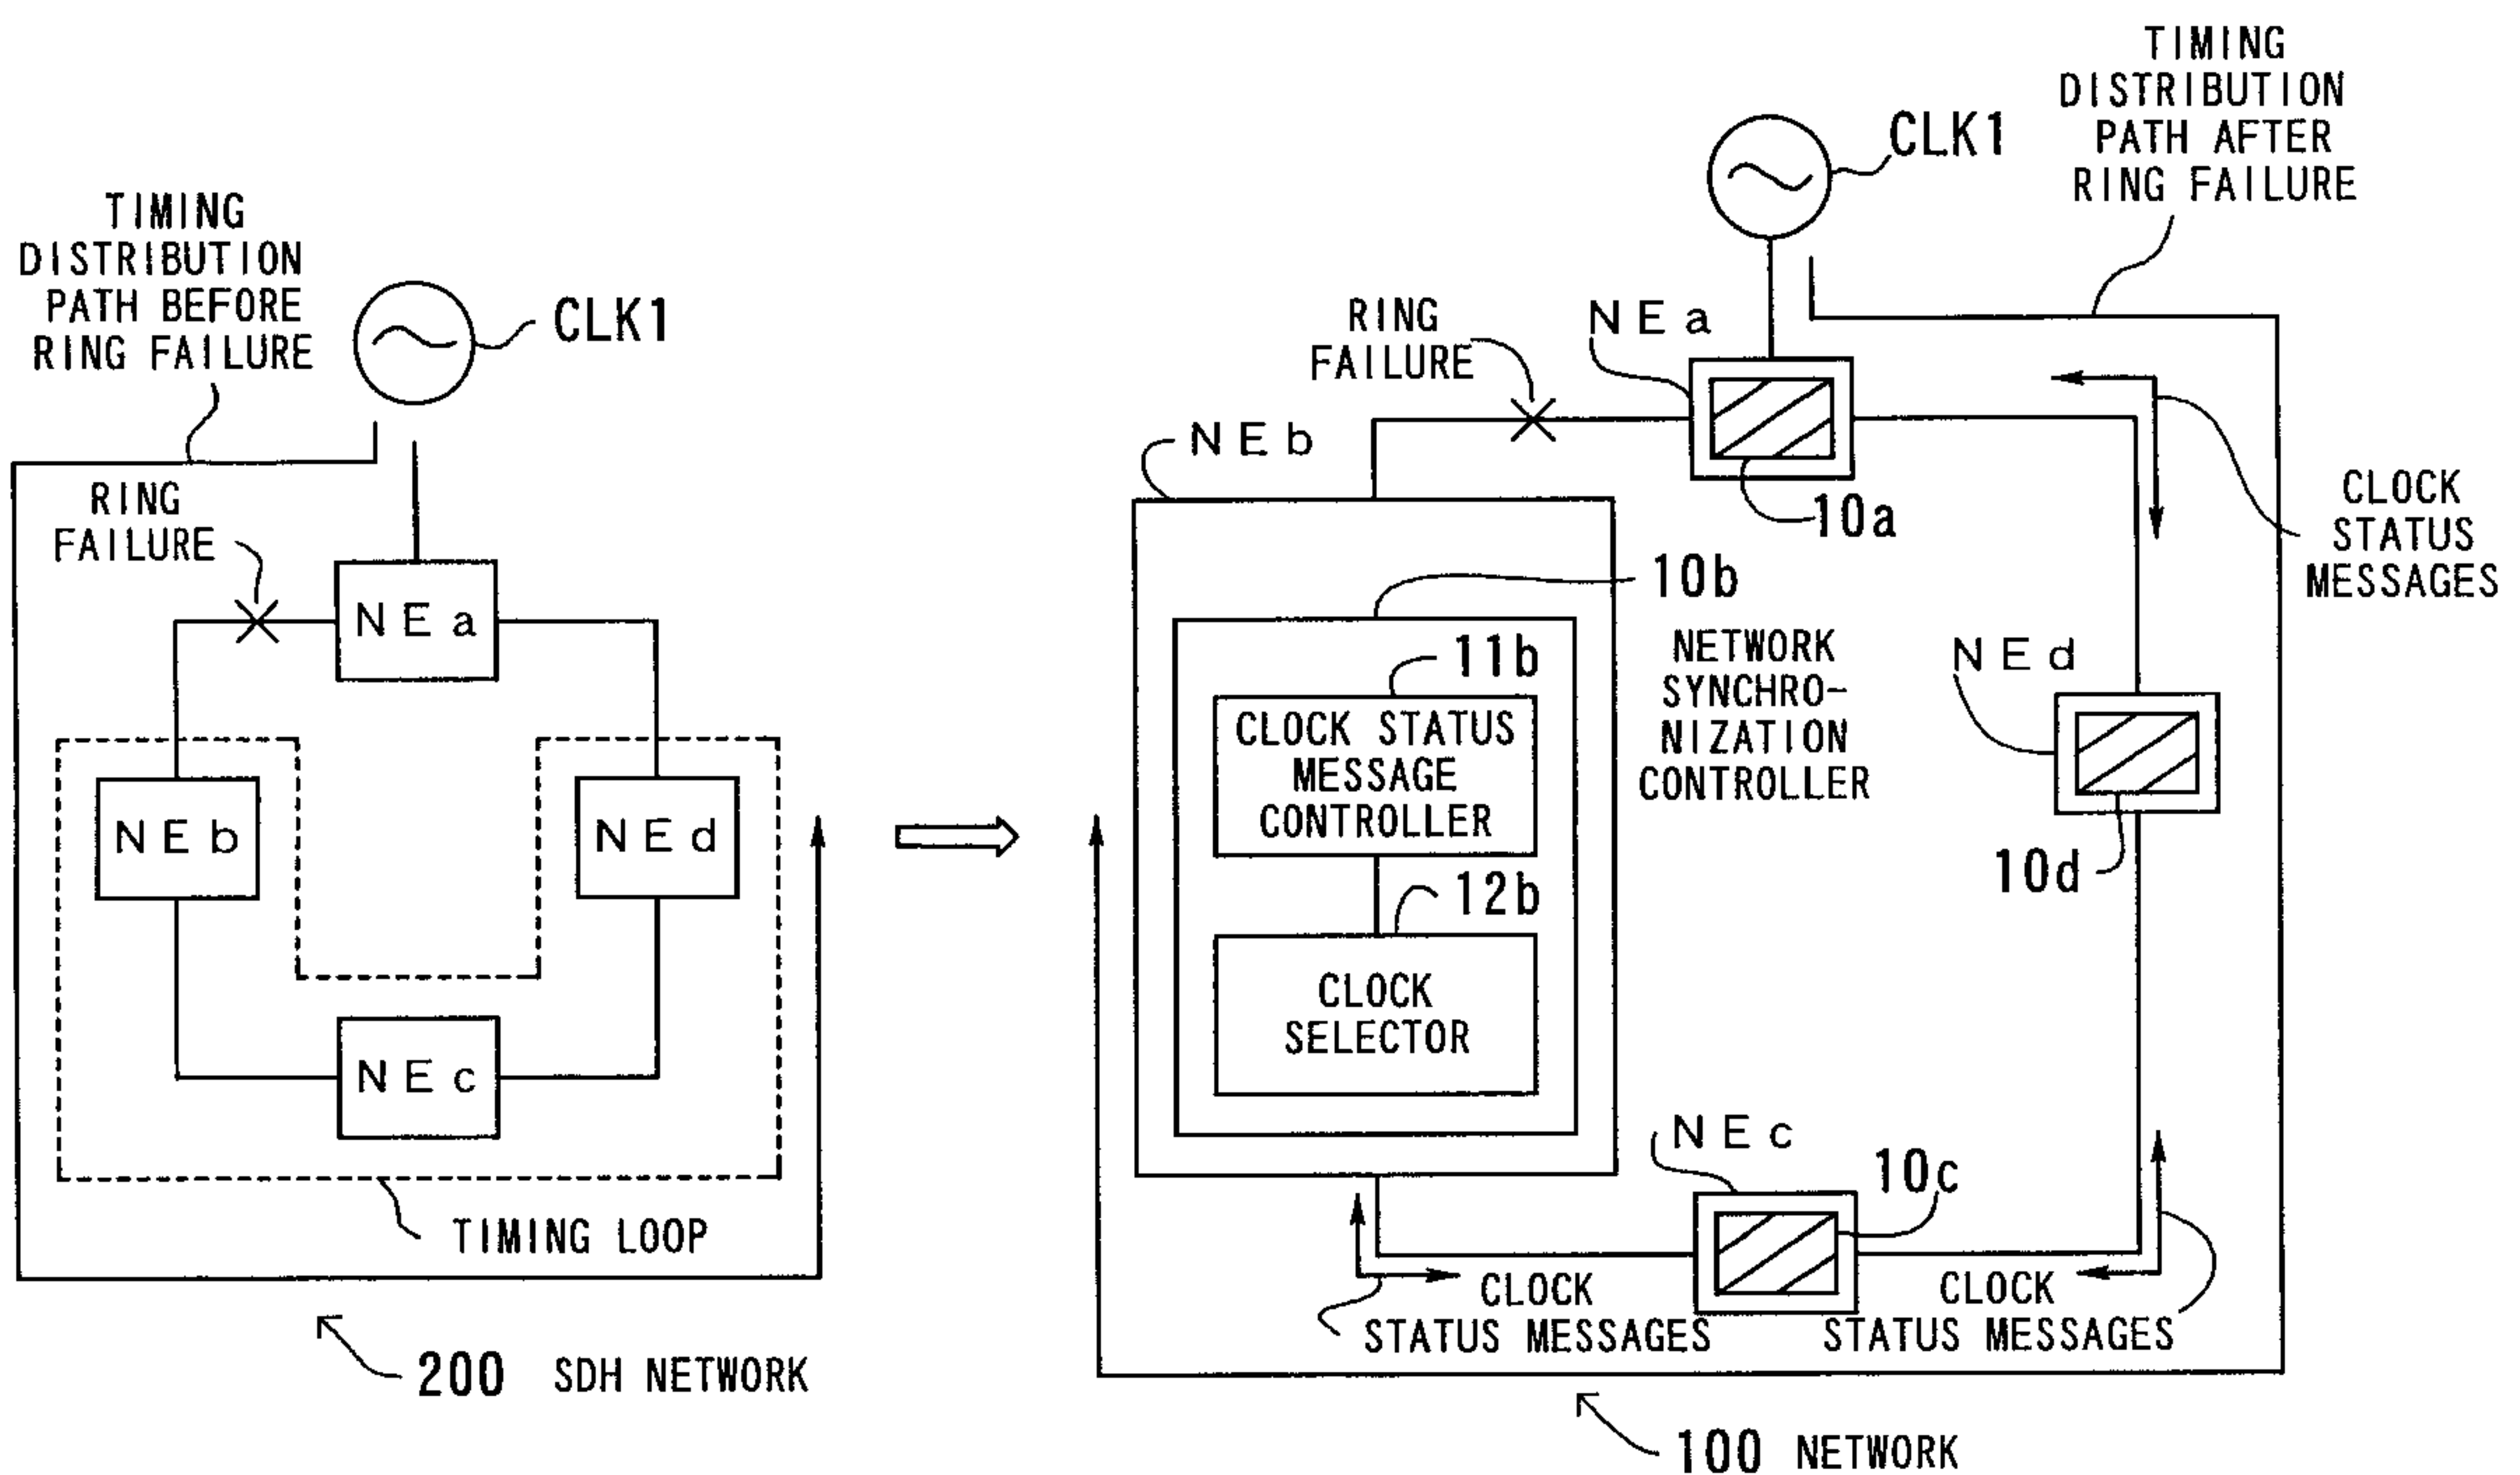 TIMING
DISTRIBUTION
PATH BEFORE
RING FAILURE
CLK1
RING
FAILURE
NEa
NEb
NEd
NEc
TIMING LOOP
200 SDH NETWORK
TIMING
DISTRIBUTION
PATH AFTER
RING FAILURE
CLK1
RING
FAILURE
NEa
NEb
10a
CLOCK
STATUS
MESSAGES
10b
NETWORK
SYNCHRO-
NIZATION
CONTROLLER
11b
CLOCK STATUS
MESSAGE
CONTROLLER
12b
CLOCK
SELECTOR
NEd
10d
NEc
10c
CLOCK
STATUS MESSAGES
CLOCK
STATUS MESSAGES
100 NETWORK